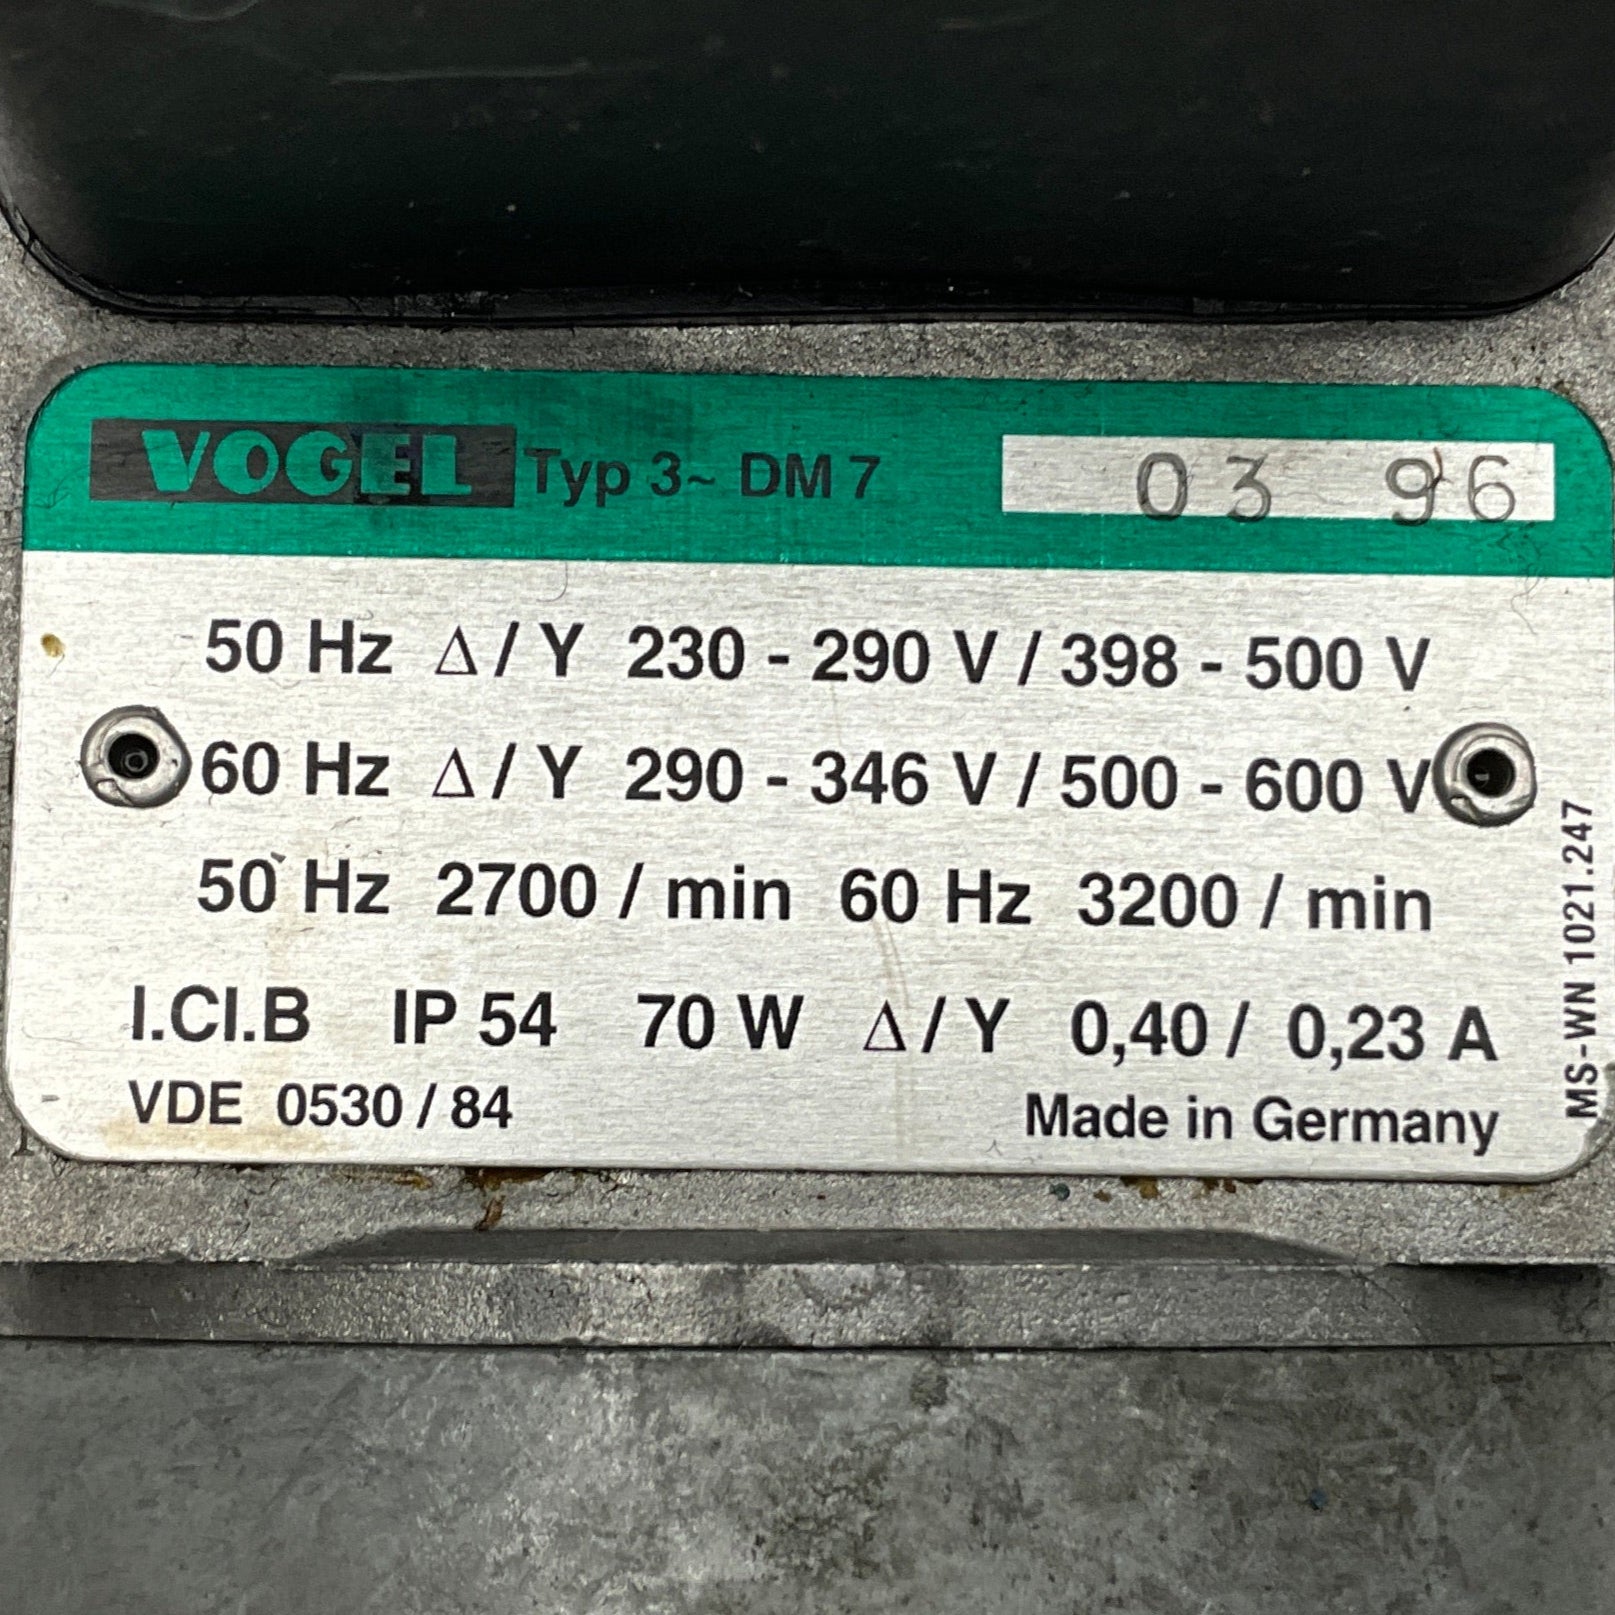 VOGEL Typ 3~ DM 7 03 96
50 Hz Δ / Y 230 - 290 V / 398 - 500 V
60 Hz Δ / Y 290 - 346 V / 500 - 600 V
50 Hz 2700 / min 60 Hz 3200 / min
I.Cl.B IP 54 70 W Δ / Y 0,40 / 0,23 A
VDE 0530 / 84 Made in Germany
MS-WN 1021.247